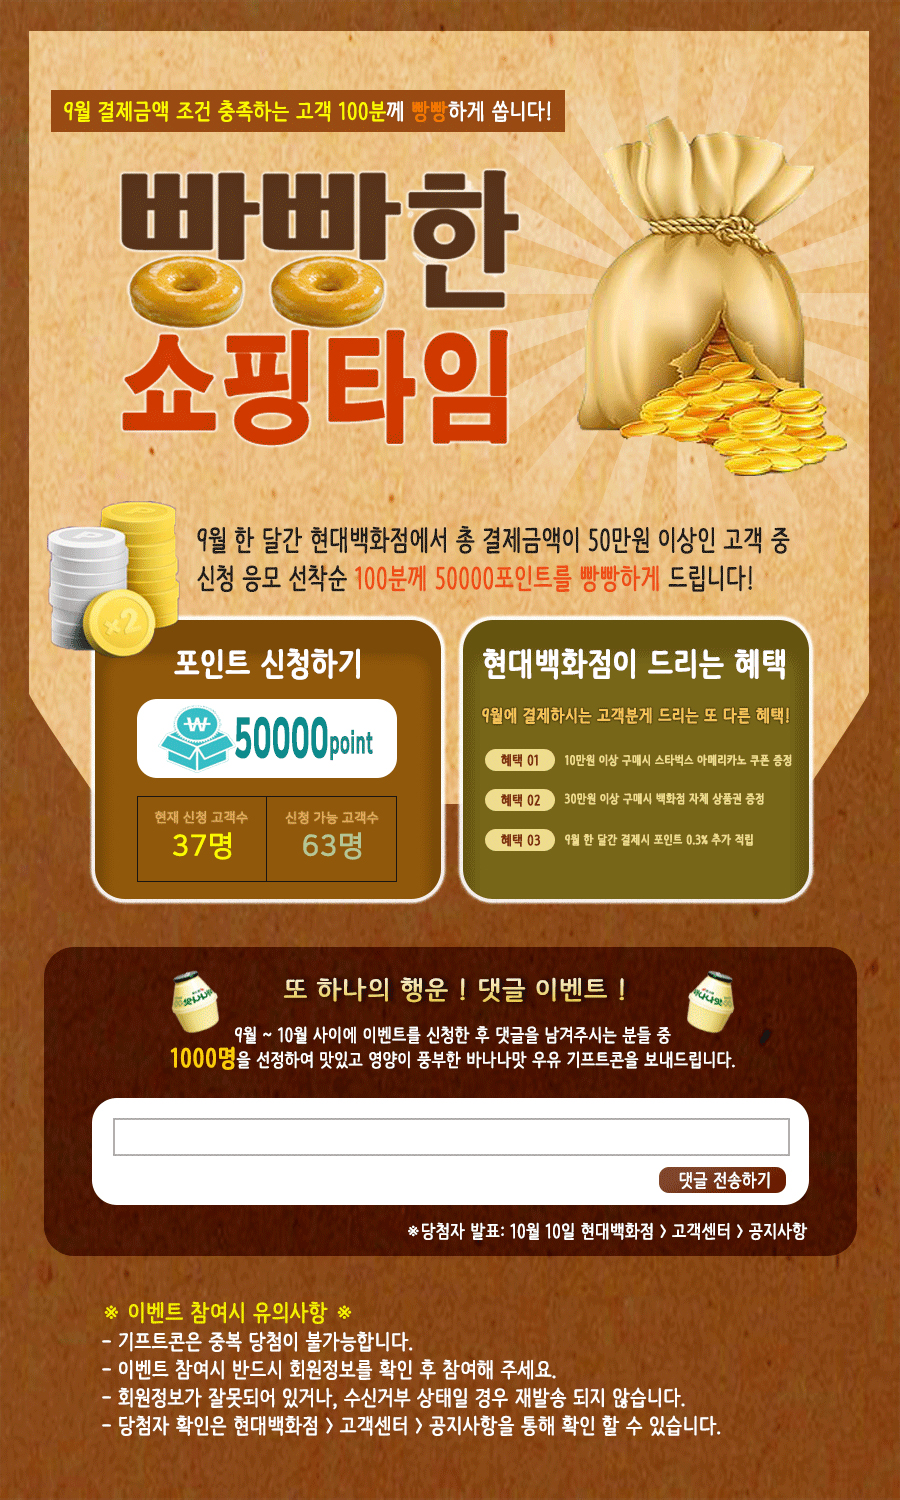 9월 결제금액 조건 충족하는 고객 100분께 빵빵하게 쏩니다!
빵빵한
쇼핑타임
P
P
×2
9월 한 달간 현대백화점에서 총 결제금액이 50만원 이상인 고객 중
신청 응모 선착순 100분께 50000포인트를 빵빵하게 드립니다!
포인트 신청하기
₩ 50000point
현재 신청 고객수
37명
신청 가능 고객수
63명
현대백화점이 드리는 혜택
9월에 결제하시는 고객분게 드리는 또 다른 혜택!
혜택 01 10만원 이상 구매시 스타벅스 아메리카노 쿠폰 증정
혜택 02 30만원 이상 구매시 백화점 자체 상품권 증정
혜택 03 9월 한 달간 결제시 포인트 0.3% 추가 적립
또 하나의 행운 ! 댓글 이벤트 !
9월 ~ 10월 사이에 이벤트를 신청한 후 댓글을 남겨주시는 분들 중
1000명을 선정하여 맛있고 영양이 풍부한 바나나맛 우유 기프트콘을 보내드립니다.
댓글 전송하기
※당첨자 발표: 10월 10일 현대백화점 > 고객센터 > 공지사항
※ 이벤트 참여시 유의사항 ※
- 기프트콘은 중복 당첨이 불가능합니다.
- 이벤트 참여시 반드시 회원정보를 확인 후 참여해 주세요.
- 회원정보가 잘못되어 있거나, 수신거부 상태일 경우 재발송 되지 않습니다.
- 당첨자 확인은 현대백화점 > 고객센터 > 공지사항을 통해 확인 할 수 있습니다.